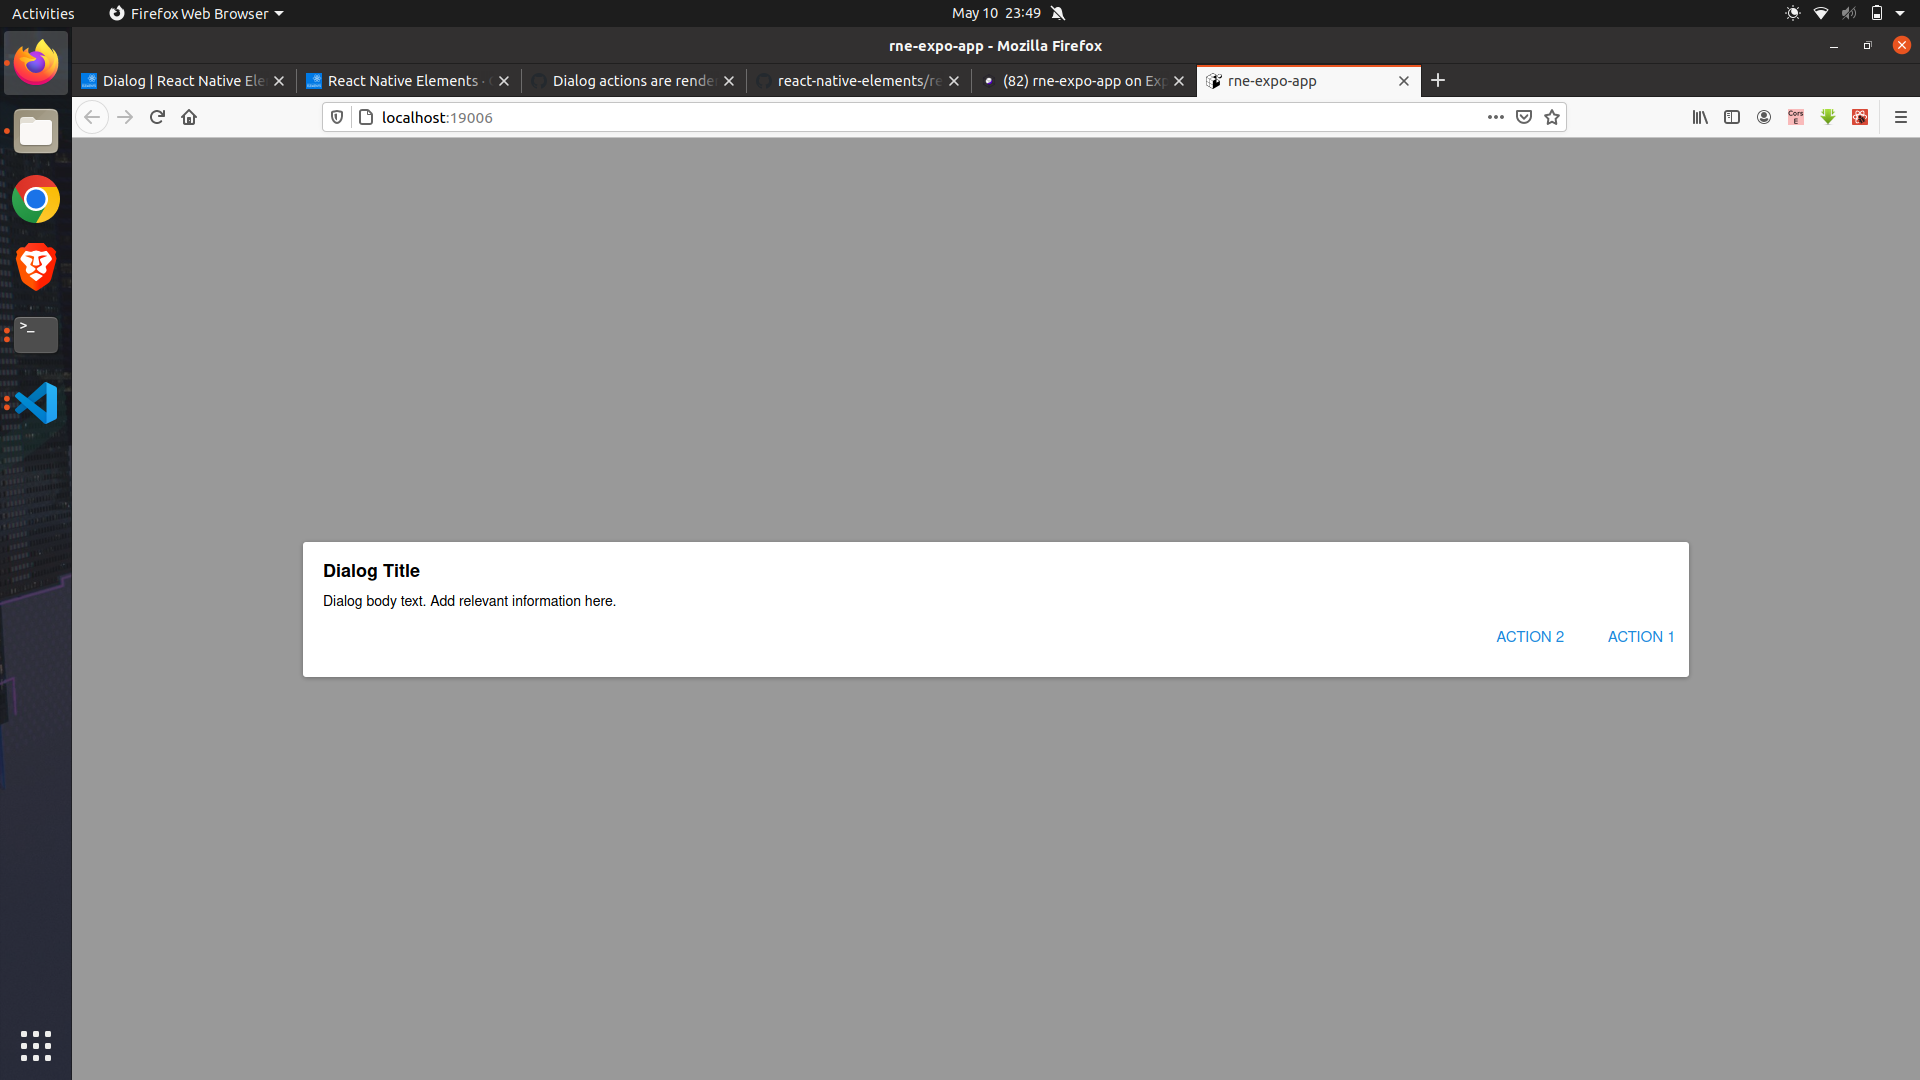 Activities
Firefox Web Browser
May 10 23:49
rne-expo-app - Mozilla Firefox
Dialog | React Native Ele
React Native Elements ·
Dialog actions are rende
react-native-elements/re
(82) rne-expo-app on Exp
rne-expo-app
localhost:19006
Cors
E
>_
Dialog Title
Dialog body text. Add relevant information here.
ACTION 2
ACTION 1